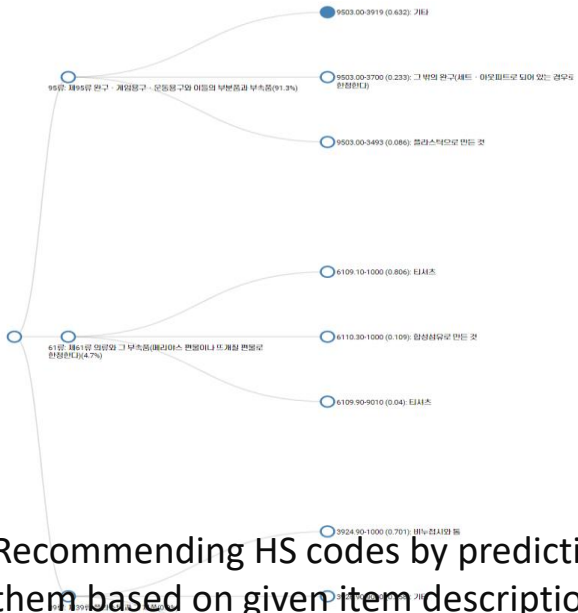 9503.00-3919 (0.632): 기타
95류: 제95류 완구ㆍ게임용구ㆍ운동용구와 이들의 부분품과 부속품(91.3%)
9503.00-3700 (0.233): 그 밖의 완구(세트ㆍ아웃피트로 되어 있는 경우로
한정한다)
9503.00-3493 (0.086): 플라스틱으로 만든 것
6109.10-1000 (0.806): 티셔츠
61류: 제61류 의류와 그 부속품(메리야스 편물이나 뜨개질 편물로
한정한다)(4.7%)
6110.30-1000 (0.109): 합성섬유로 만든 것
6109.90-9010 (0.04): 티셔츠
3924.90-1000 (0.701): 비누접시와 통
Recommending HS codes by predicti
them based on given item descriptio